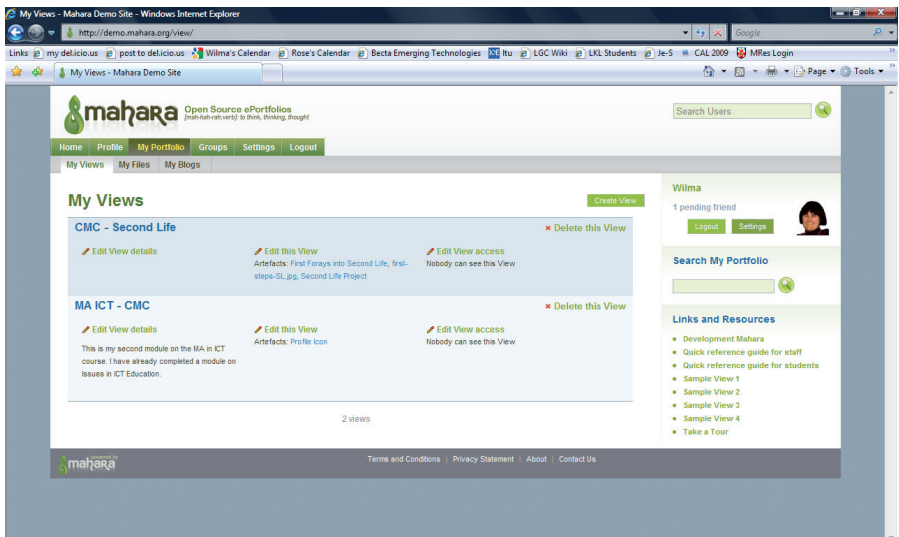 My Views - Mahara Demo Site - Windows Internet Explorer
http://demo.mahara.org/view/
Google
Links my del.icio.us post to del.icio.us Wilma's Calendar Rose's Calendar Becta Emerging Technologies Itu LGC Wiki LKL Students Je-S CAL 2009 MRes Login
My Views - Mahara Demo Site
Page Tools
mahara Open Source ePortfolios
[mah-hah-rah;verb]: to think, thinking, thought
Search Users
Home Profile My Portfolio Groups Settings Logout
My Views My Files My Blogs
My Views
Create View
CMC - Second Life
Delete this View
Edit View details
Edit this View
Artefacts: First Forays into Second Life, first-
steps-SL.jpg, Second Life Project
Edit View access
Nobody can see this View
MA ICT - CMC
Delete this View
Edit View details
This is my second module on the MA in ICT
course. I have already completed a module on
Issues in ICT Education.
Edit this View
Artefacts: Profile Icon
Edit View access
Nobody can see this View
2 views
Wilma
1 pending friend
Logout Settings
Search My Portfolio
Links and Resources
Development Mahara
Quick reference guide for staff
Quick reference guide for students
Sample View 1
Sample View 2
Sample View 3
Sample View 4
Take a Tour
powered by
mahara
Terms and Conditions | Privacy Statement | About | Contact Us